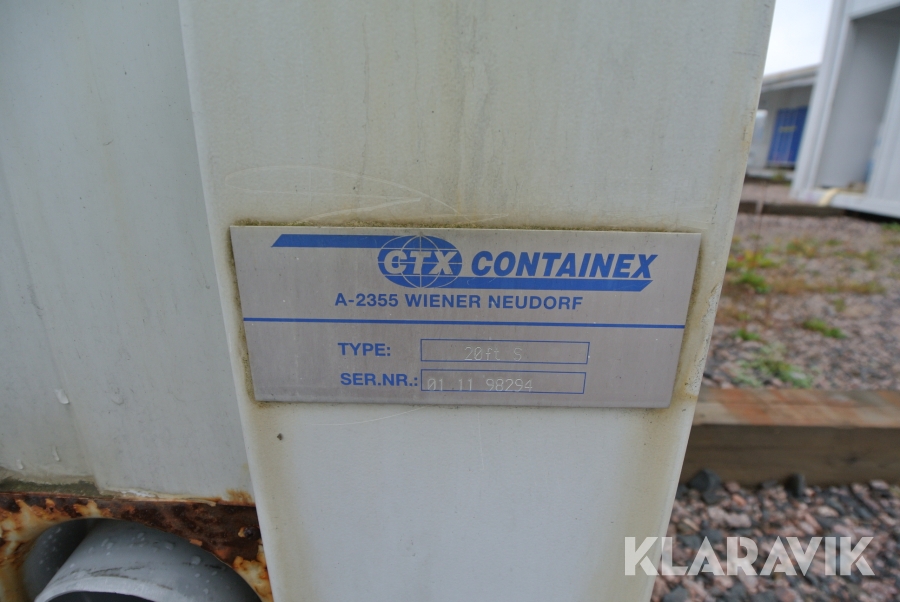 CTX CONTAINEX
A-2355 WIENER NEUDORF
TYPE: 20ft S
SER.NR.: 01 11 98294
KLARAVIK